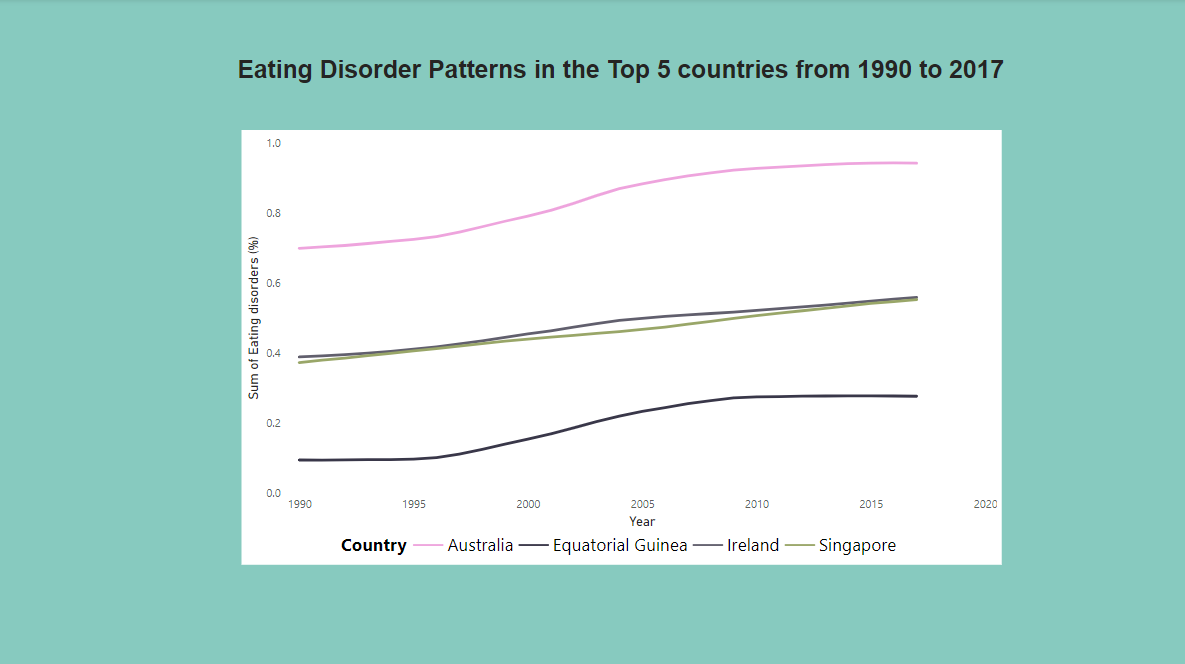 Eating Disorder Patterns in the Top 5 countries from 1990 to 2017
1.0
0.8
0.6
0.4
0.2
0.0
Sum of Eating disorders (%)
1990 1995 2000 2005 2010 2015 2020
Year
Country Australia Equatorial Guinea Ireland Singapore